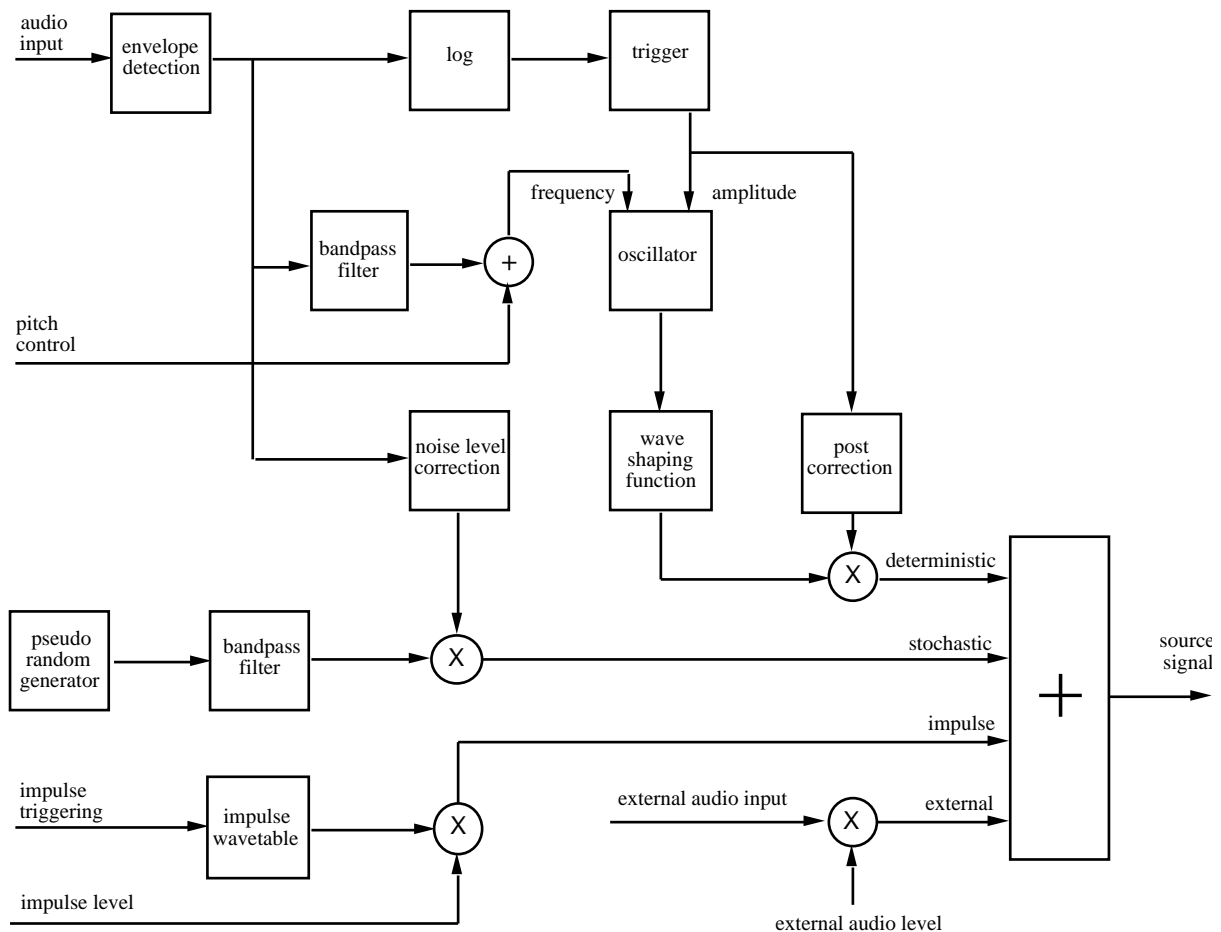 audio
input
envelope
detection
log
trigger
frequency
amplitude
bandpass
filter
+
oscillator
pitch
control
noise level
correction
wave
shaping
function
post
correction
X
deterministic
pseudo
random
generator
bandpass
filter
X
stochastic
+
source
signal
impulse
impulse
triggering
impulse
wavetable
X
external audio input
X
external
impulse level
external audio level